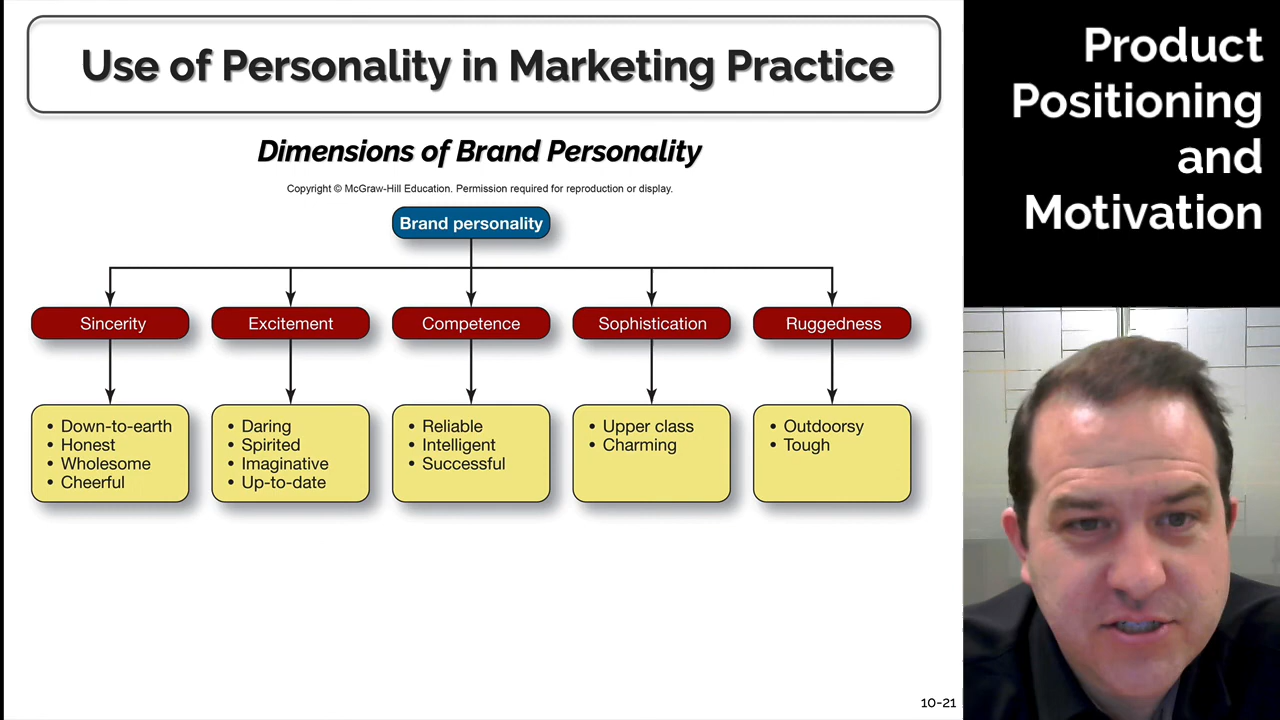 Use of Personality in Marketing Practice
Dimensions of Brand Personality
Copyright © McGraw-Hill Education. Permission required for reproduction or display.
Brand personality
Sincerity
Excitement
Competence
Sophistication
Ruggedness
• Down-to-earth
• Honest
• Wholesome
• Cheerful
• Daring
• Spirited
• Imaginative
• Up-to-date
• Reliable
• Intelligent
• Successful
• Upper class
• Charming
• Outdoorsy
• Tough
10-21
Product
Positioning
and
Motivation